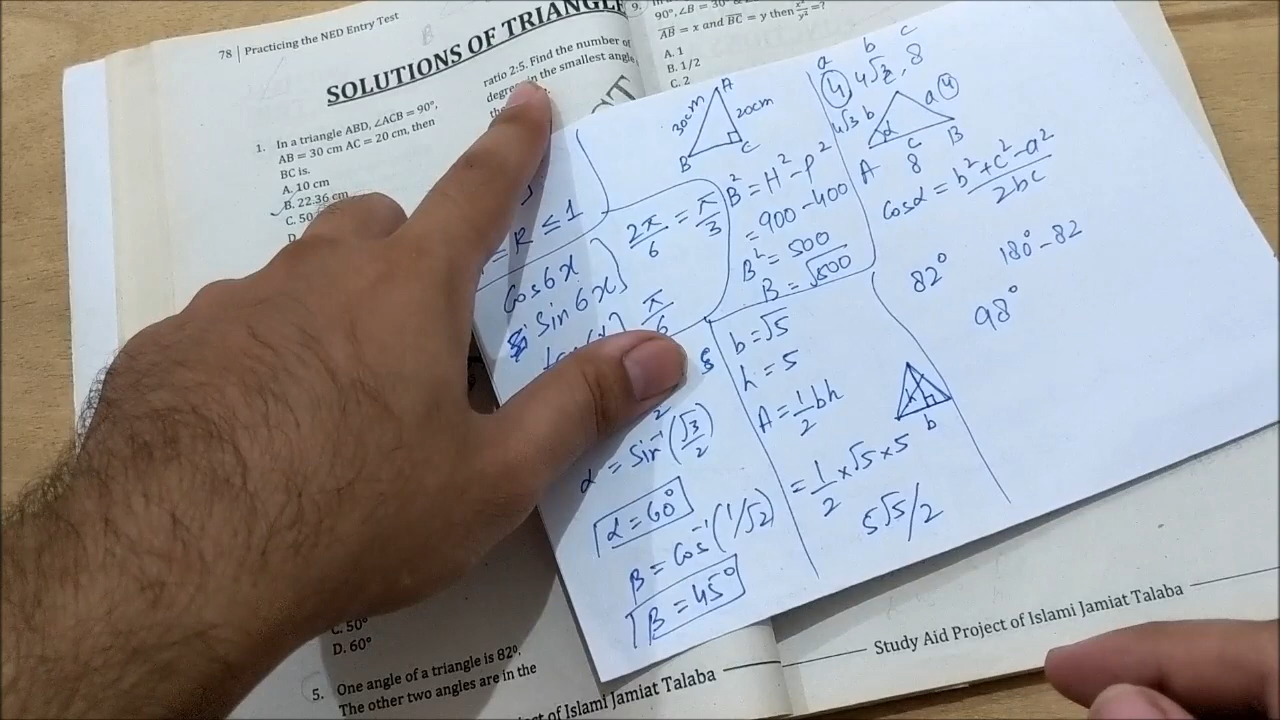 78 | Practicing the NED Entry Test
SOLUTIONS OF TRIANGLE
1. In a triangle ABD, ∠ACB = 90°,
AB = 30 cm AC = 20 cm, then
BC is.
A. 10 cm
B. 22.36 cm
C. 50
D.
C. 50°
D. 60°
5. One angle of a triangle is 82⁰.
The other two angles are in the
ratio 2:5. Find the number of
degree in the smallest angle
9.
90°, ∠B = 30°
AB = x and BC = y then x²/y² = ?
A. 1
B. 1/2
C. 2
R ≤ 1
Cos6x
Sin6x
2π/6 = π/3
π/6
α = Sin⁻¹(√3/2)
α = 60°
β = Cos⁻¹(1/√2)
β = 45°
A
30cm
20cm
B
C
B² = H² - P²
= 900 - 400
B² = 500
B = √500
b = √5
h = 5
A = 1/2 bh
= 1/2 × √5 × 5
5√5/2
h
b
a b c
4 , 8
4√3 b
a 4
α
A c B
8
Cosα = b² + c² - a² / 2bc
82°
180° - 82
98°
of Islami Jamiat Talaba
Study Aid Project of Islami Jamiat Talaba